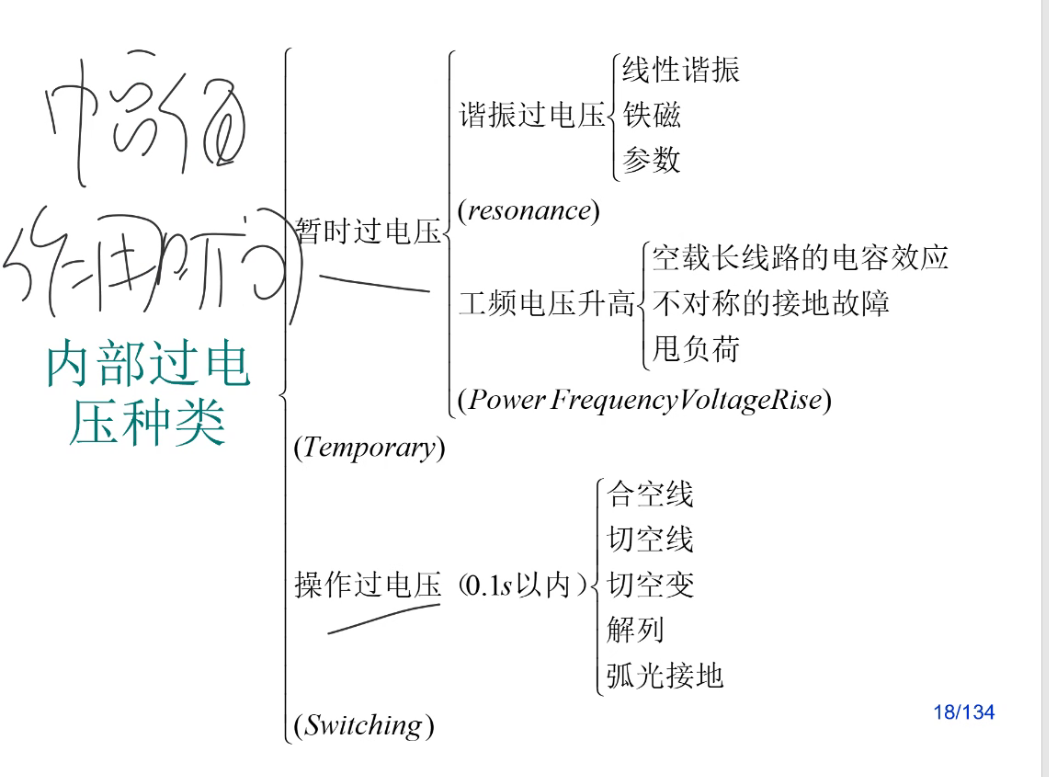 幅值
作用时间
内部过电
压种类
暂时过电压
谐振过电压
线性谐振
铁磁
参数
(resonance)
工频电压升高
空载长线路的电容效应
不对称的接地故障
甩负荷
(Power FrequencyVoltageRise)
(Temporary)
操作过电压（0.1s以内）
合空线
切空线
切空变
解列
弧光接地
(Switching)
18/134